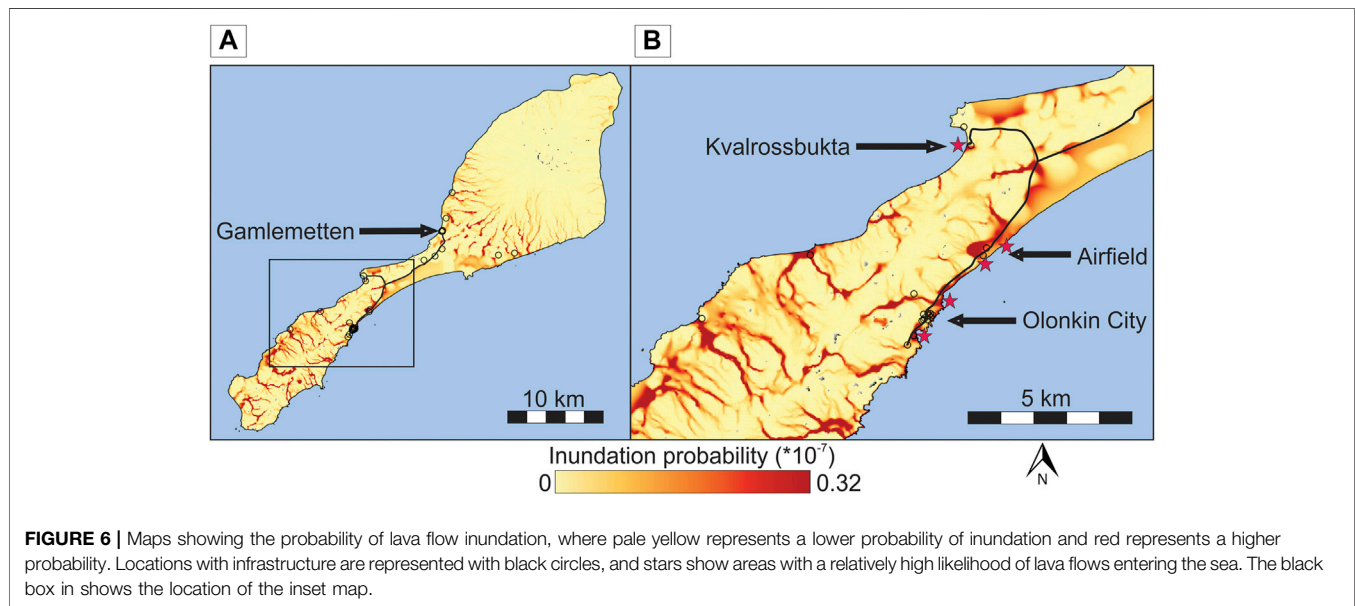 A
B
Kvalrossbukta
Gamlemetten
Airfield
Olonkin City
10 km
5 km
Inundation probability (*10-7)
0
0.32
N
FIGURE 6 | Maps showing the probability of lava flow inundation, where pale yellow represents a lower probability of inundation and red represents a higher
probability. Locations with infrastructure are represented with black circles, and stars show areas with a relatively high likelihood of lava flows entering the sea. The black
box in shows the location of the inset map.